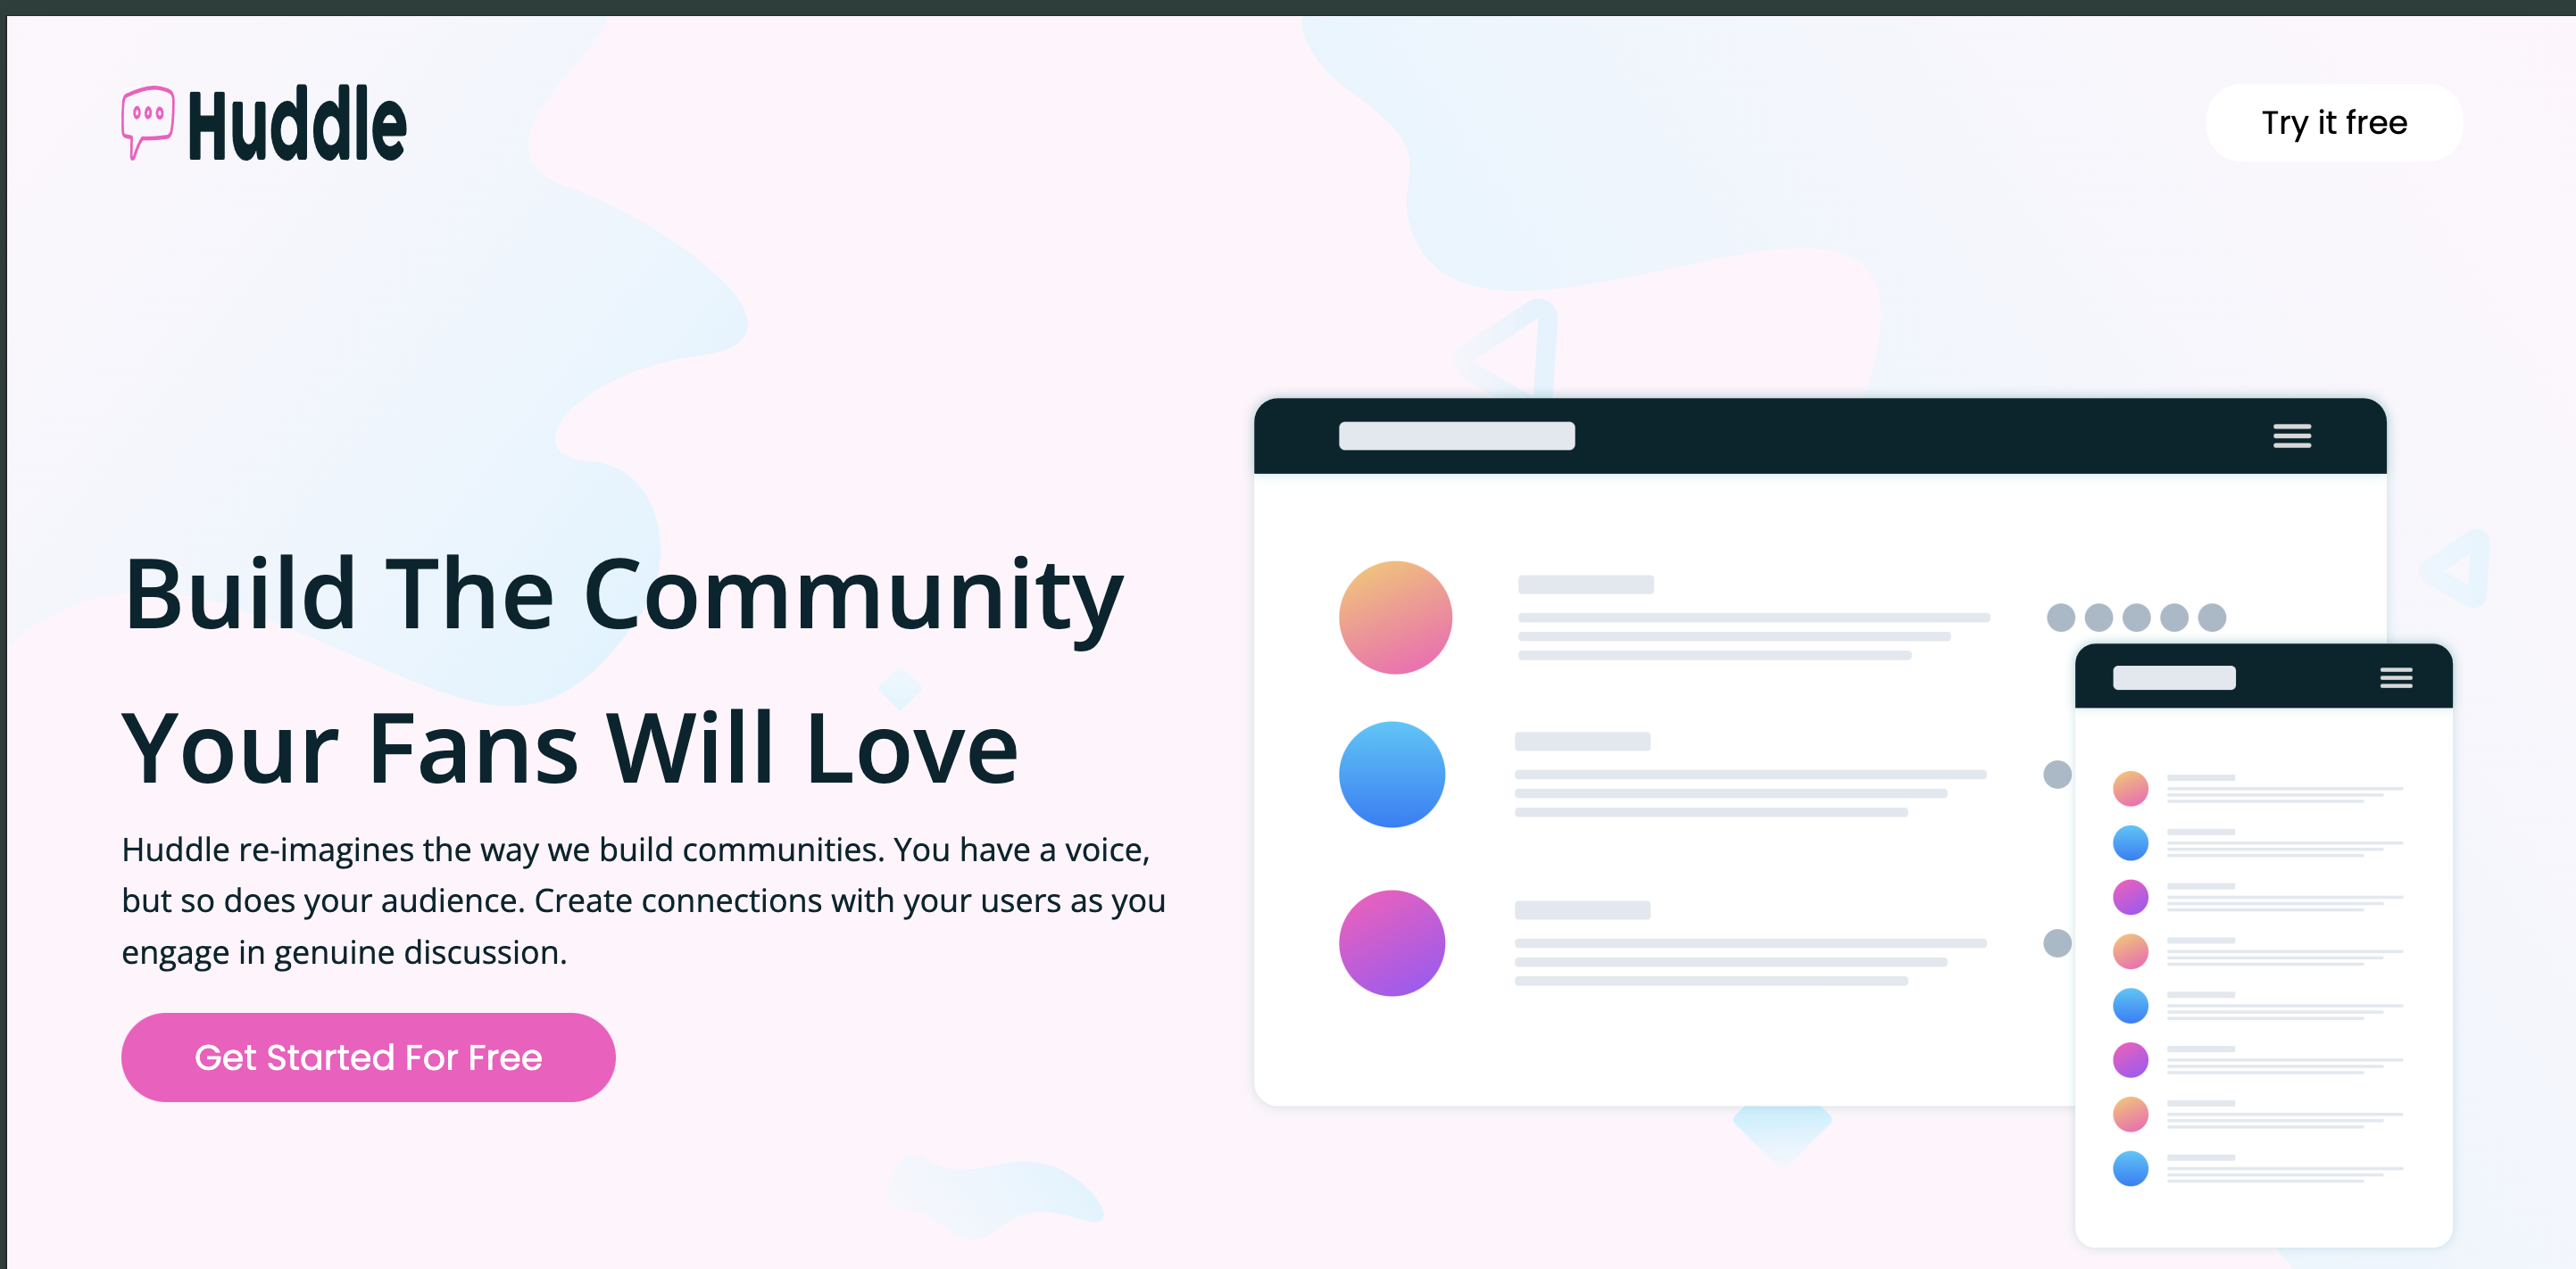 Huddle
Try it free
Build The Community
Your Fans Will Love
Huddle re-imagines the way we build communities. You have a voice,
but so does your audience. Create connections with your users as you
engage in genuine discussion.
Get Started For Free